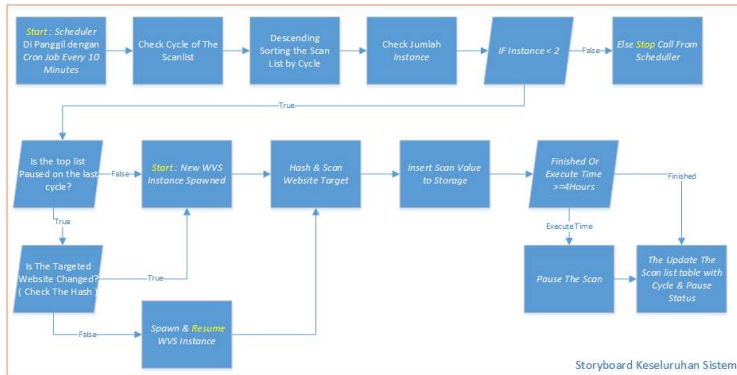 Start : Scheduler
Di Panggil dengan
Cron Job Every 10
Minutes
Check Cycle of The
Scanlist
Descending
Sorting the Scan
List by Cycle
Check Jumlah
Instance
IF Instance < 2
False
Else Stop Call From
Scheduller
True
Is the top list
Paused on the last
cycle?
False
Start : New WVS
Instance Spawned
Hash & Scan
Website Target
Insert Scan Value
to Storage
Finished Or
Execute Time
>=4Hours
Finished
True
Execute Time
Is The Targeted
Website Changed?
( Check The Hash )
True
Pause The Scan
The Update The
Scan list table with
Cycle & Pause
Status
False
Spawn & Resume
WVS Instance
Storyboard Keseluruhan Sistem